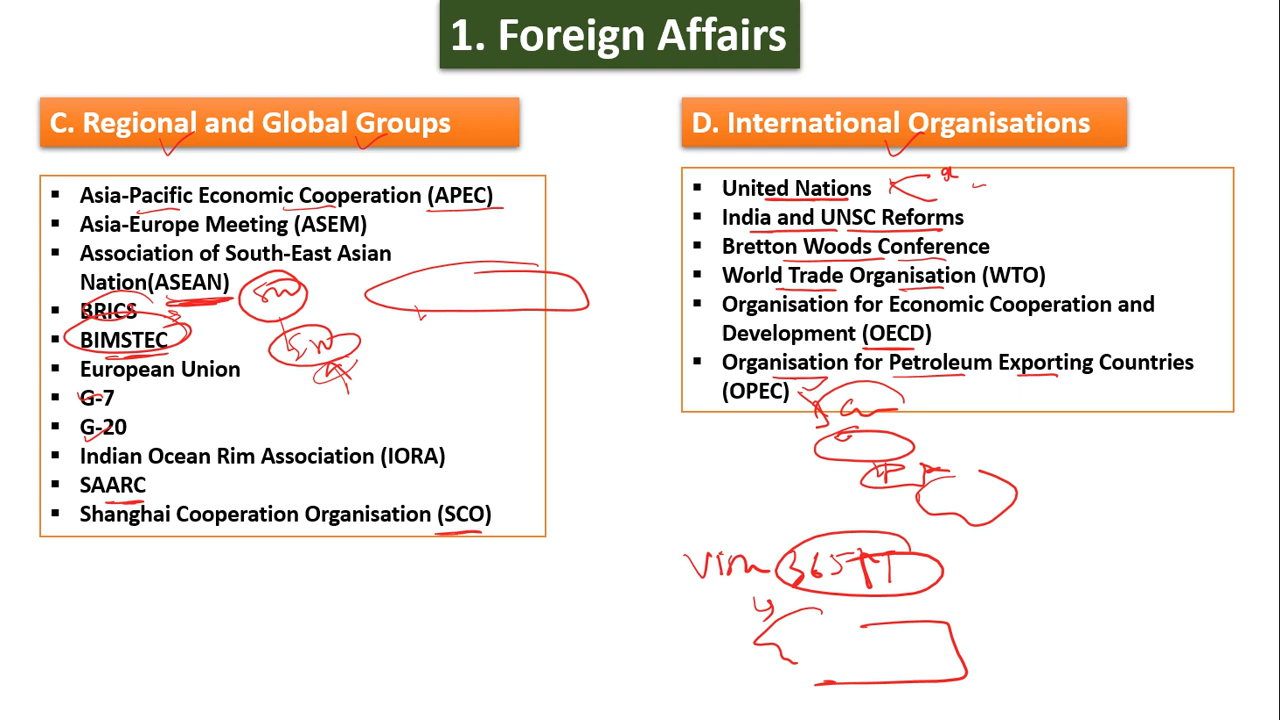 1. Foreign Affairs
C. Regional and Global Groups
▪ Asia-Pacific Economic Cooperation (APEC)
▪ Asia-Europe Meeting (ASEM)
▪ Association of South-East Asian
Nation(ASEAN)
▪ BRICS
▪ BIMSTEC
▪ European Union
▪ G-7
▪ G-20
▪ Indian Ocean Rim Association (IORA)
▪ SAARC
▪ Shanghai Cooperation Organisation (SCO)
D. International Organisations
▪ United Nations
▪ India and UNSC Reforms
▪ Bretton Woods Conference
▪ World Trade Organisation (WTO)
▪ Organisation for Economic Cooperation and
Development (OECD)
▪ Organisation for Petroleum Exporting Countries
(OPEC)
365